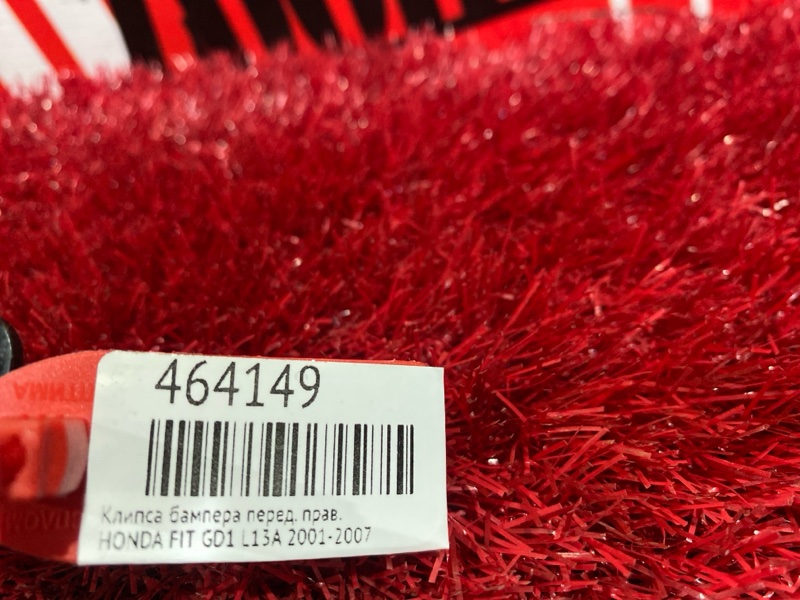 464149
Клипса бампера перед. прав.
HONDA FIT GD1 L13A 2001-2007